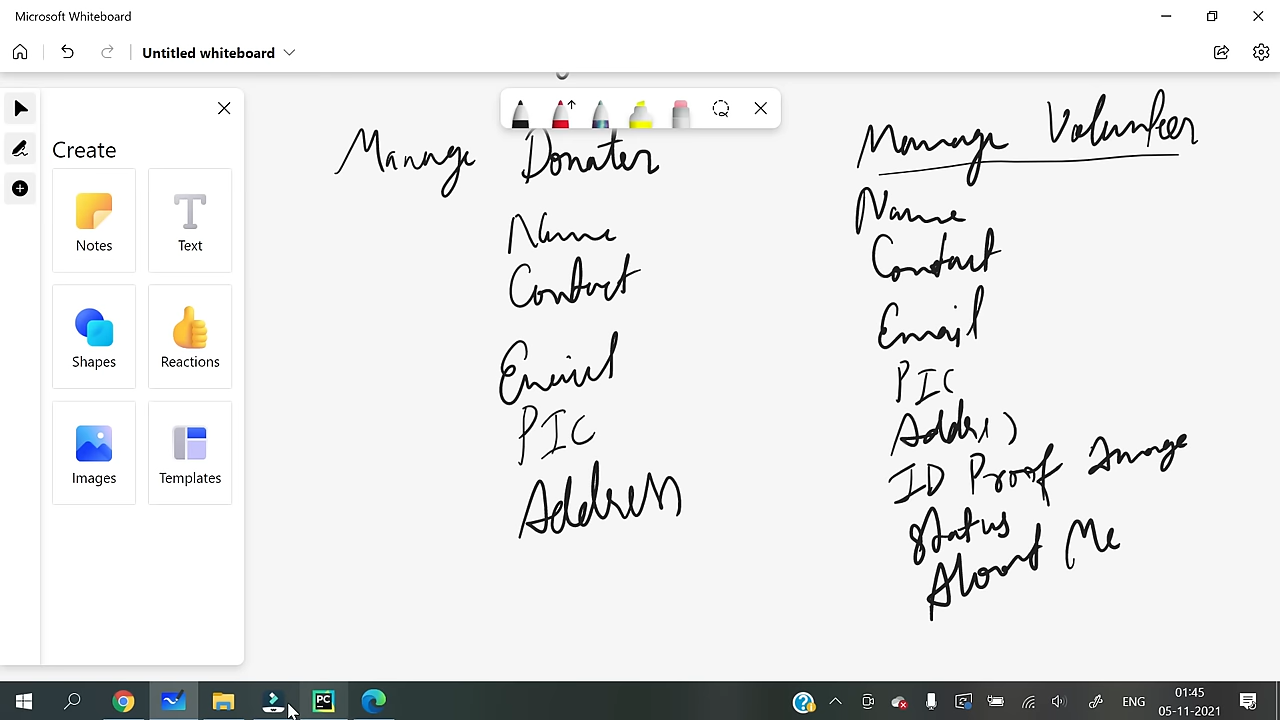 Microsoft Whiteboard
Untitled whiteboard
Create
Notes
Text
Shapes
Reactions
Images
Templates
Manage Donater
Name
Contact
Email
PIC
Address
Manage Volunteer
Name
Contact
Email
PIC
Address
ID Proof Image
Status
About Me
PC
ENG
01:45
05-11-2021